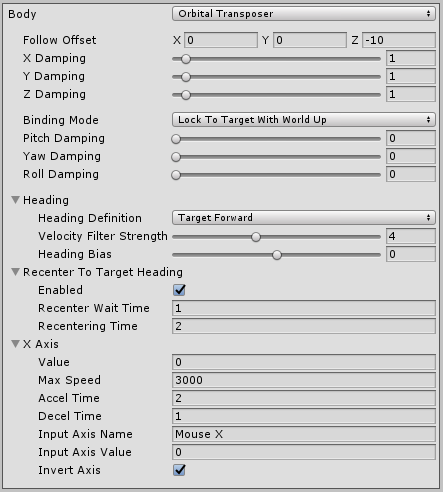 Body Orbital Transposer
Follow Offset X 0 Y 0 Z -10
X Damping 1
Y Damping 1
Z Damping 1
Binding Mode Lock To Target With World Up
Pitch Damping 0
Yaw Damping 0
Roll Damping 0
Heading
Heading Definition Target Forward
Velocity Filter Strength 4
Heading Bias 0
Recenter To Target Heading
Enabled
Recenter Wait Time 1
Recentering Time 2
X Axis
Value 0
Max Speed 3000
Accel Time 2
Decel Time 1
Input Axis Name Mouse X
Input Axis Value 0
Invert Axis